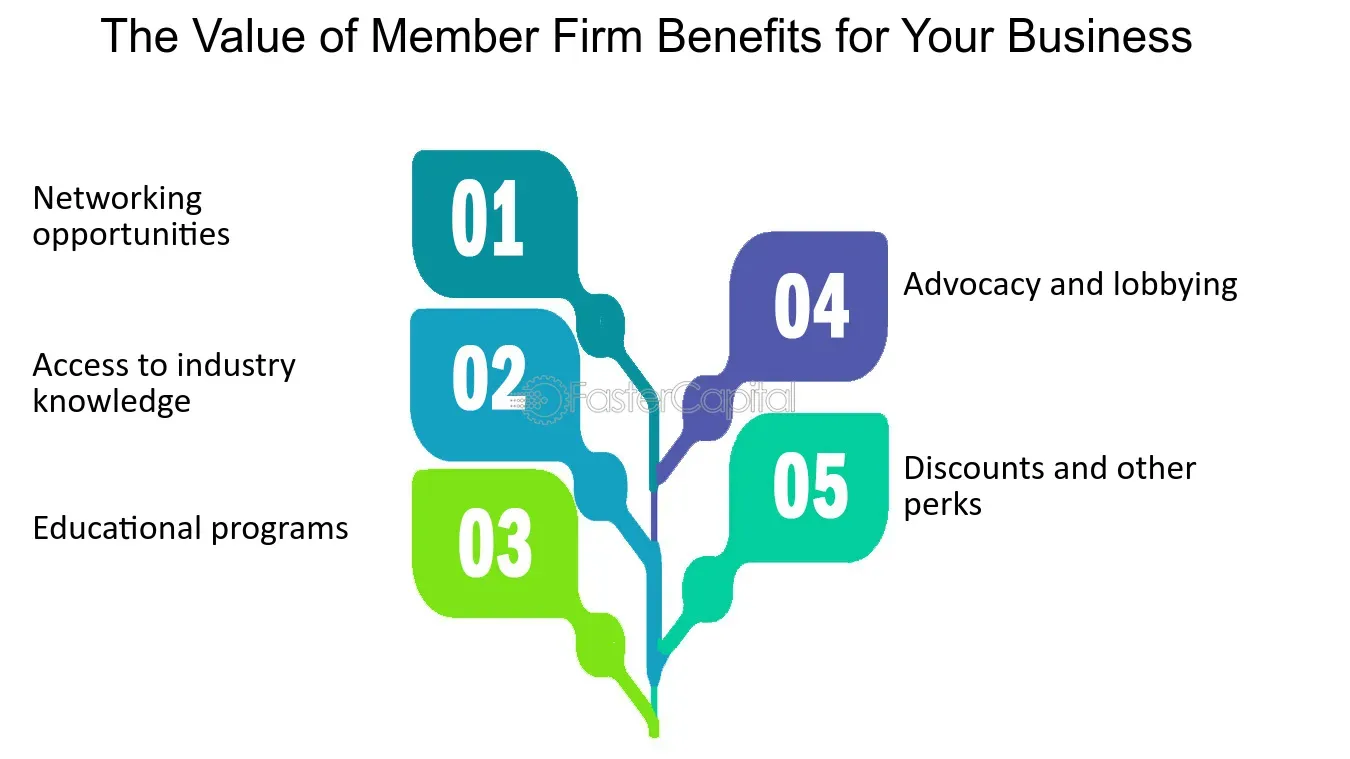 The Value of Member Firm Benefits for Your Business
01
Networking
opportunities
02
Access to industry
knowledge
03
Educational programs
04
Advocacy and lobbying
05
Discounts and other
perks
FasterCapital